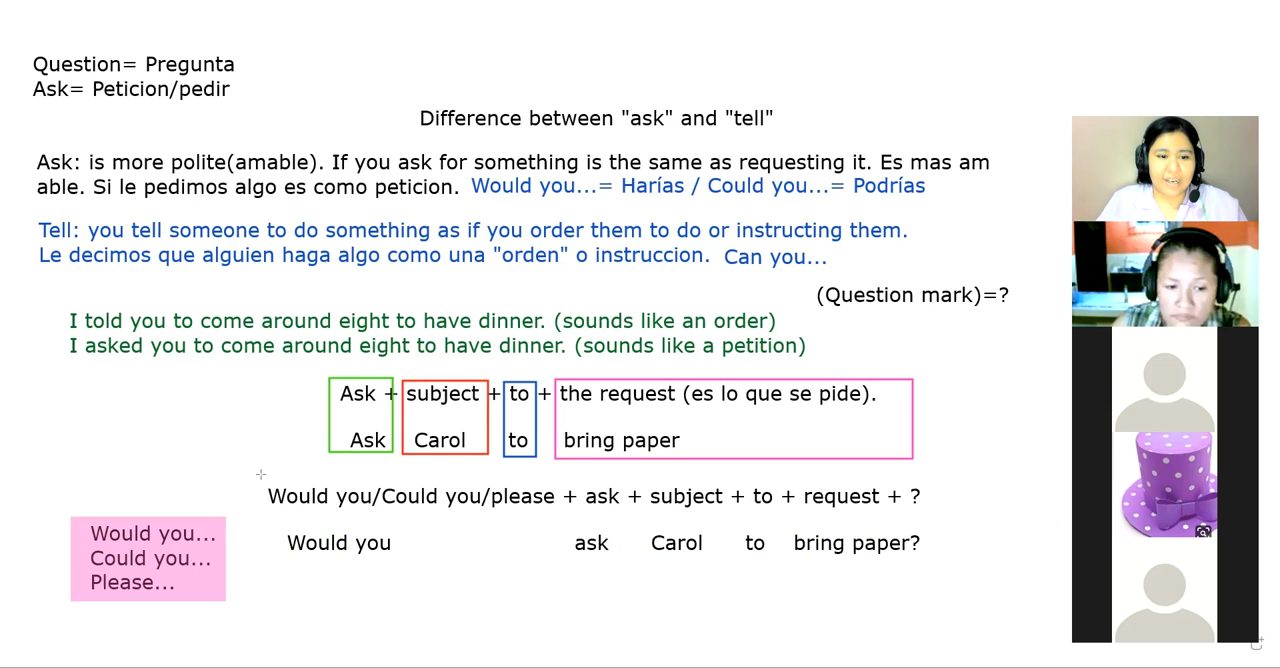 Question= Pregunta
Ask= Peticion/pedir
Difference between "ask" and "tell"
Ask: is more polite(amable). If you ask for something is the same as requesting it. Es mas am
able. Si le pedimos algo es como peticion. Would you...= Harías / Could you...= Podrías
Tell: you tell someone to do something as if you order them to do or instructing them.
Le decimos que alguien haga algo como una "orden" o instruccion. Can you...
(Question mark)=?
I told you to come around eight to have dinner. (sounds like an order)
I asked you to come around eight to have dinner. (sounds like a petition)
Ask + subject + to + the request (es lo que se pide).
Ask Carol to bring paper
Would you/Could you/please + ask + subject + to + request + ?
Would you ask Carol to bring paper?
Would you...
Could you...
Please...